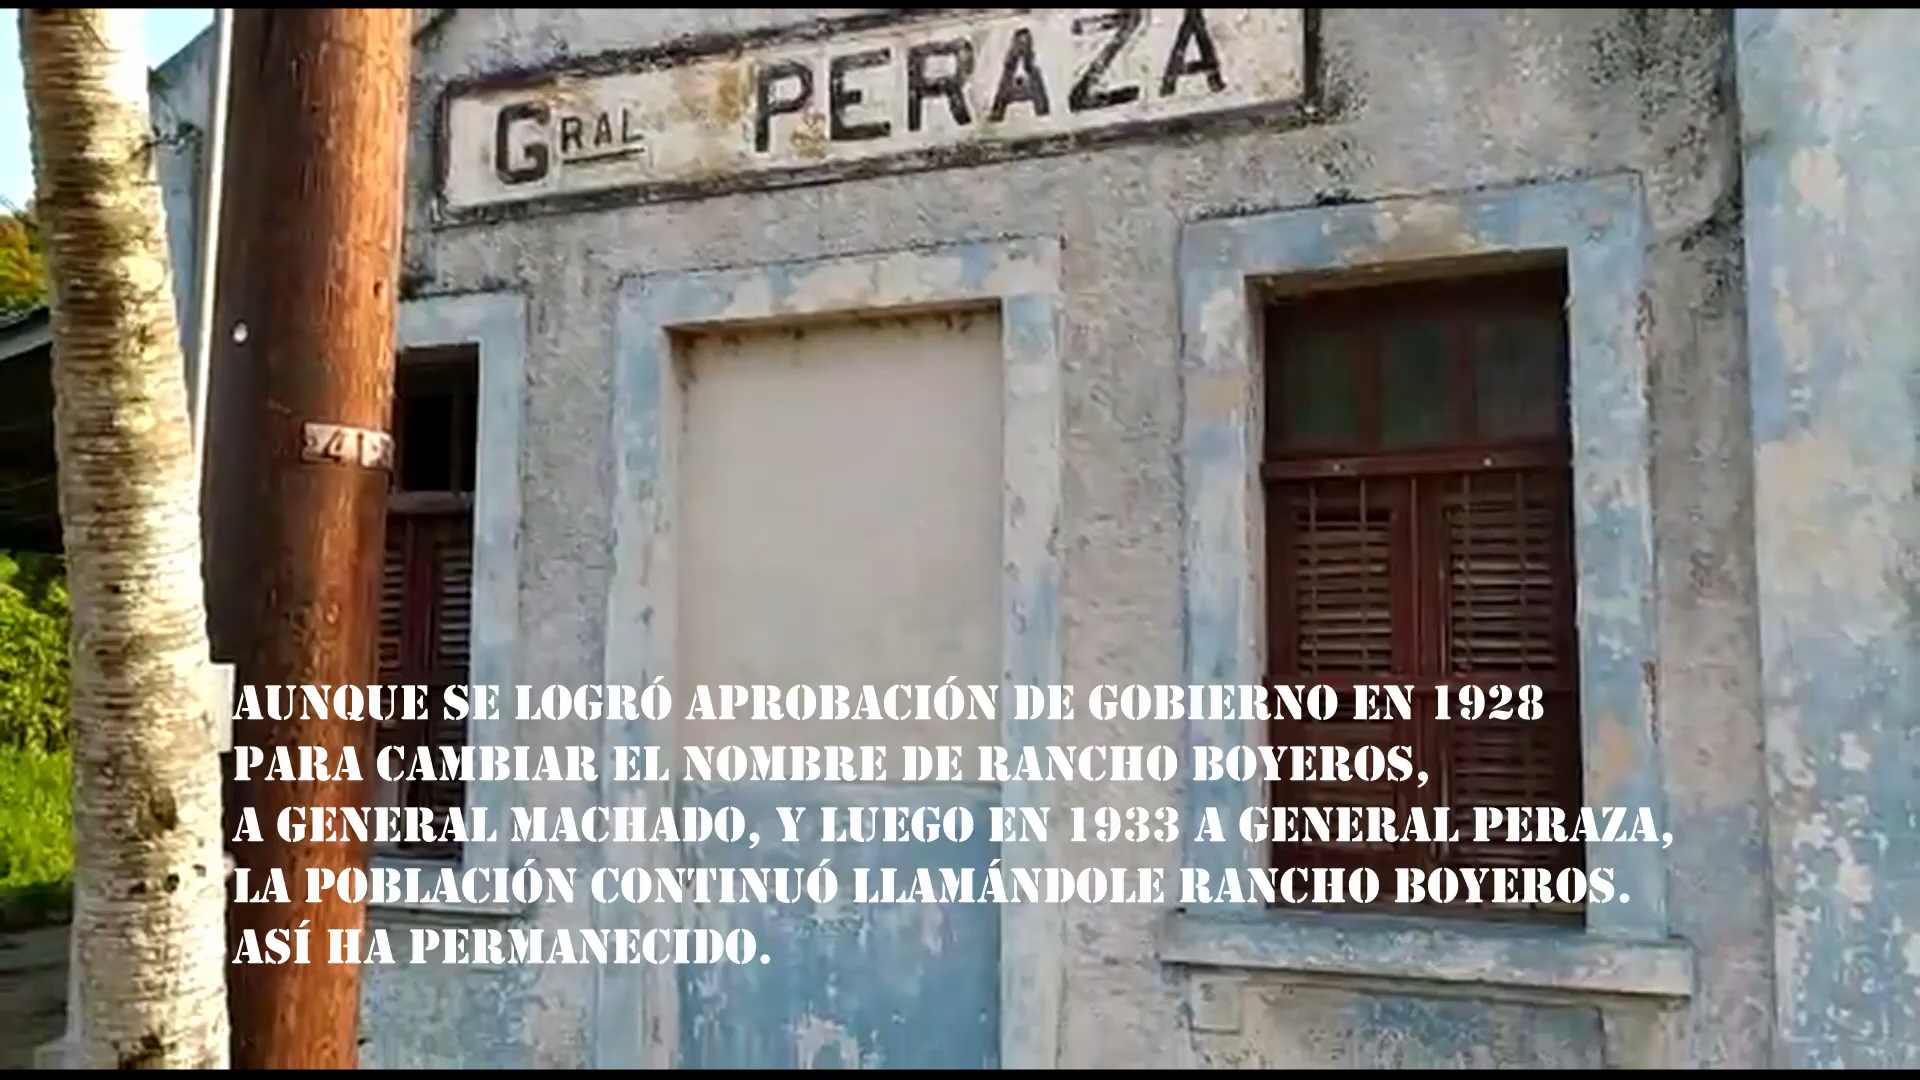 GRAL PERAZA
AUNQUE SE LOGRÓ APROBACIÓN DE GOBIERNO EN 1928
PARA CAMBIAR EL NOMBRE DE RANCHO BOYEROS,
A GENERAL MACHADO, Y LUEGO EN 1933 A GENERAL PERAZA,
LA POBLACIÓN CONTINUÓ LLAMÁNDOLE RANCHO BOYEROS.
ASÍ HA PERMANECIDO.